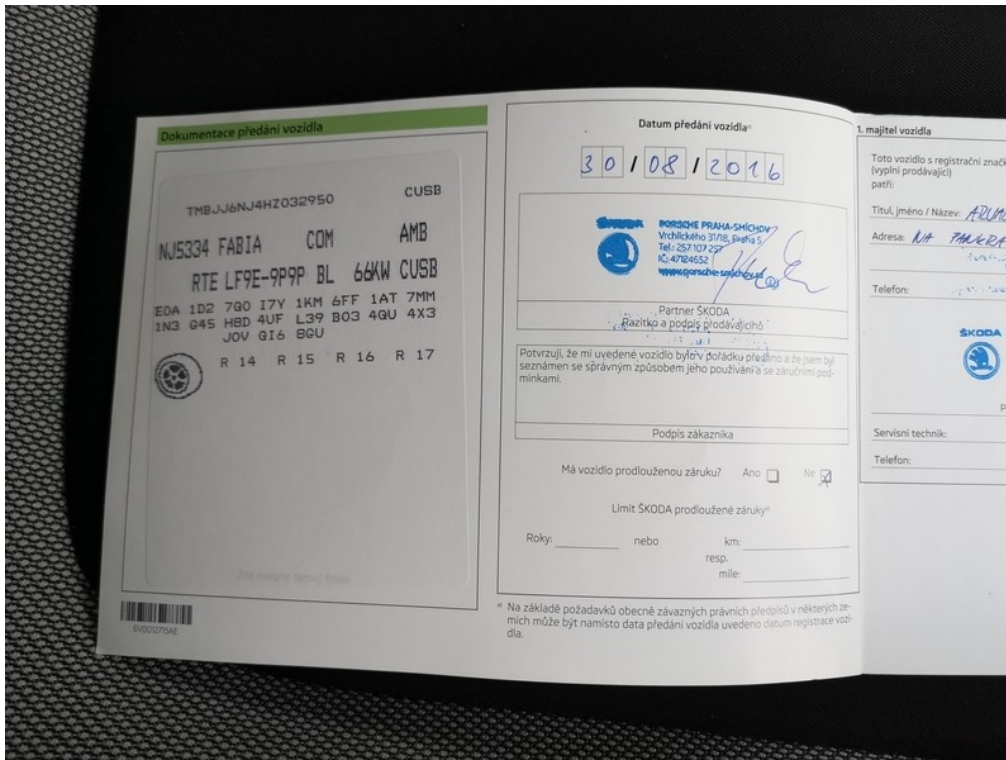 Dokumentace předání vozidla
TMBJJ6NJ4HZ032950 CUSB
NJ5334 FABIA COM AMB
RTE LF9E-9P9P BL 66KW CUSB
E0A 1D2 7Q0 I7Y 1KM 6FF 1AT 7MM
1N3 G45 H8D 4UF L39 B03 4QU 4X3
J0V QI6 8GU
R 14 R 15 R 16 R 17
6V0012715AE
Datum předání vozidla
30 / 08 / 2016
ŠKODA
PORSCHE PRAHA-SMÍCHOV
Vrchlického 31/18, Praha 5
Tel.: 257 107 257
IČ: 47124652
www.porsche-smichov.cz
Partner ŠKODA
Razítko a podpis prodávajícího
Potvrzuji, že mi uvedené vozidlo bylo v pořádku předáno a že jsem byl
seznámen se správným způsobem jeho používání a se záručními pod-
mínkami.
Podpis zákazníka
Má vozidlo prodlouženou záruku? Ano Ne
Limit ŠKODA prodloužené záruky
Roky: nebo km:
resp.
míle:
Na základě požadavků obecně závazných právních předpisů v některých ze-
mích může být namísto data předání vozidla uvedeno datum registrace vozi-
dla.
1. majitel vozidla
Toto vozidlo s registrační značk
(vyplní prodávající)
patří:
Titul, jméno / Název:
Adresa: NA
Telefon:
ŠKODA
Servisní technik:
Telefon: